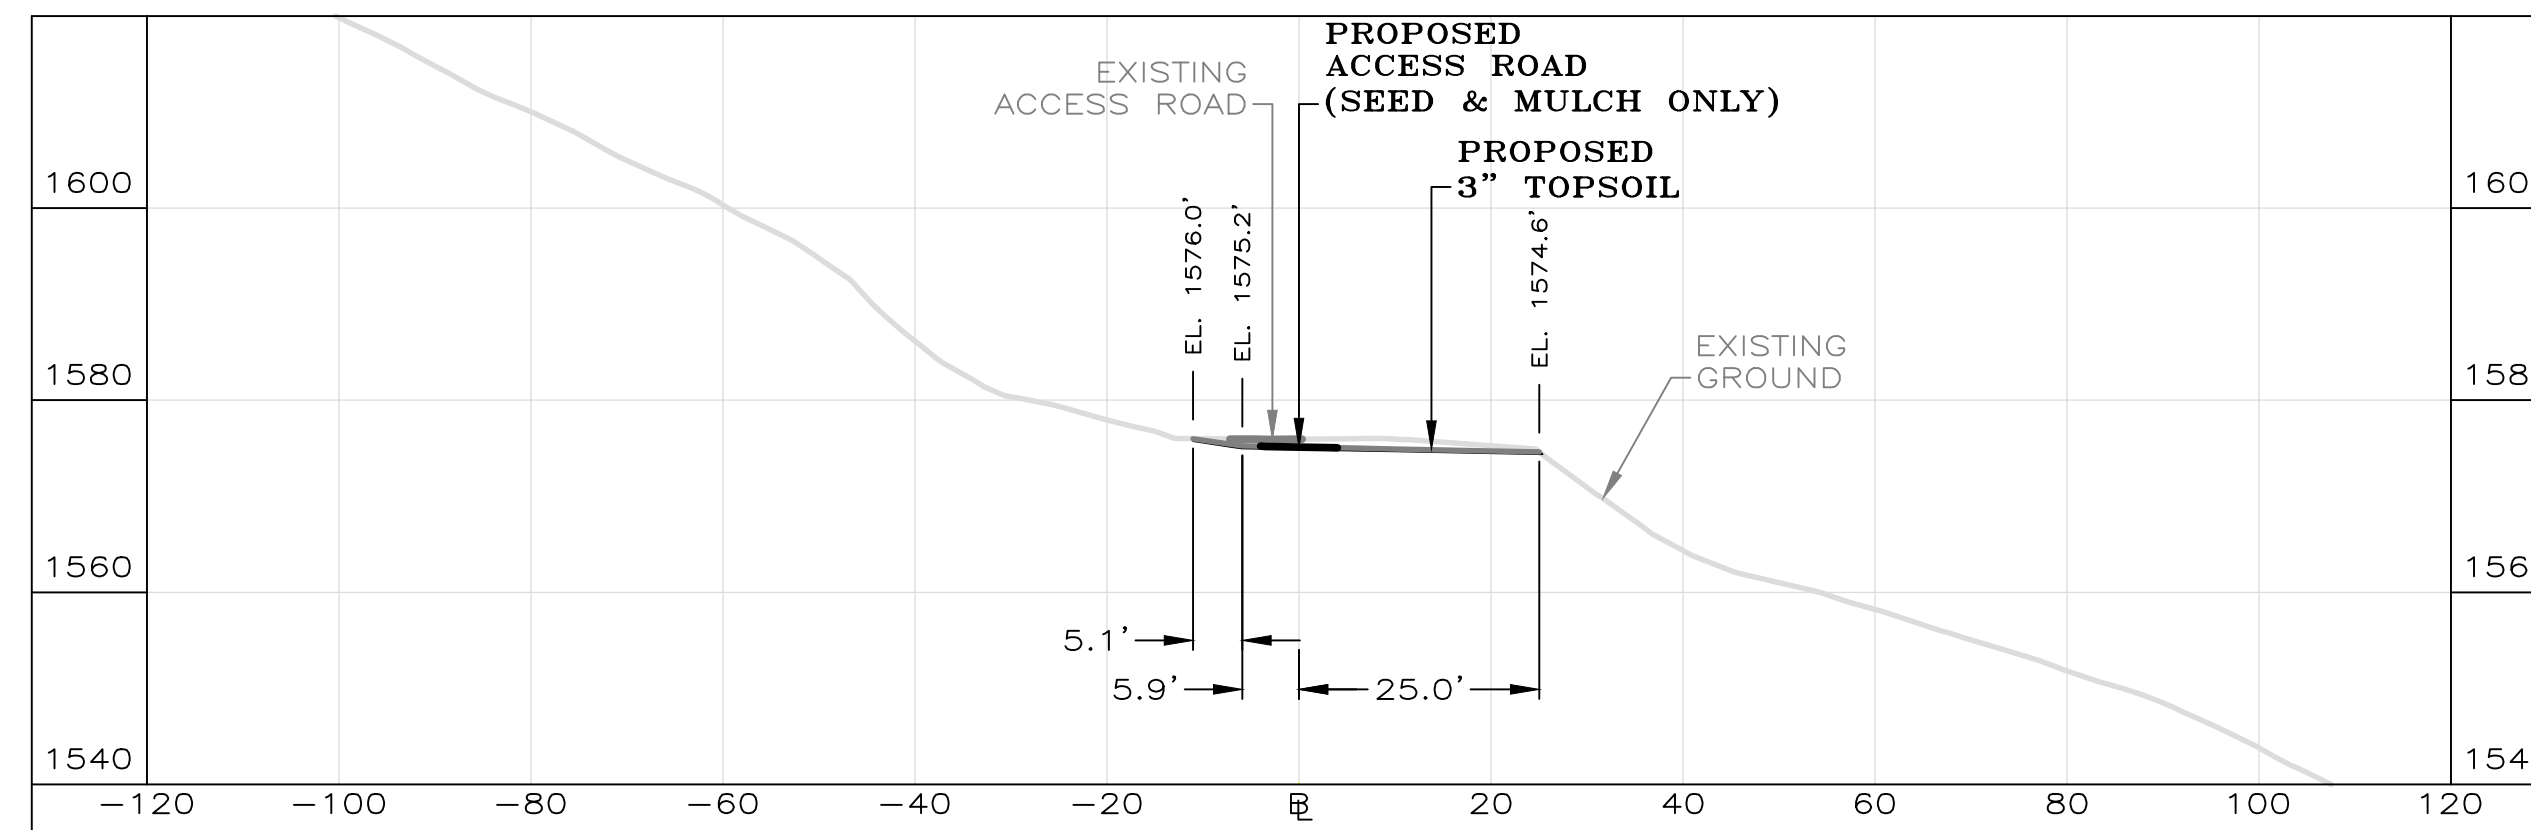 PROPOSED
ACCESS ROAD
(SEED & MULCH ONLY)
EXISTING
ACCESS ROAD
PROPOSED
3” TOPSOIL
1600
160
EL. 1576.0'
EL. 1575.2'
EL. 1574.6'
EXISTING
GROUND
1580
158
1560
156
5.1'
5.9'
25.0'
1540
154
-120 -100 -80 -60 -40 -20 BL 20 40 60 80 100 120